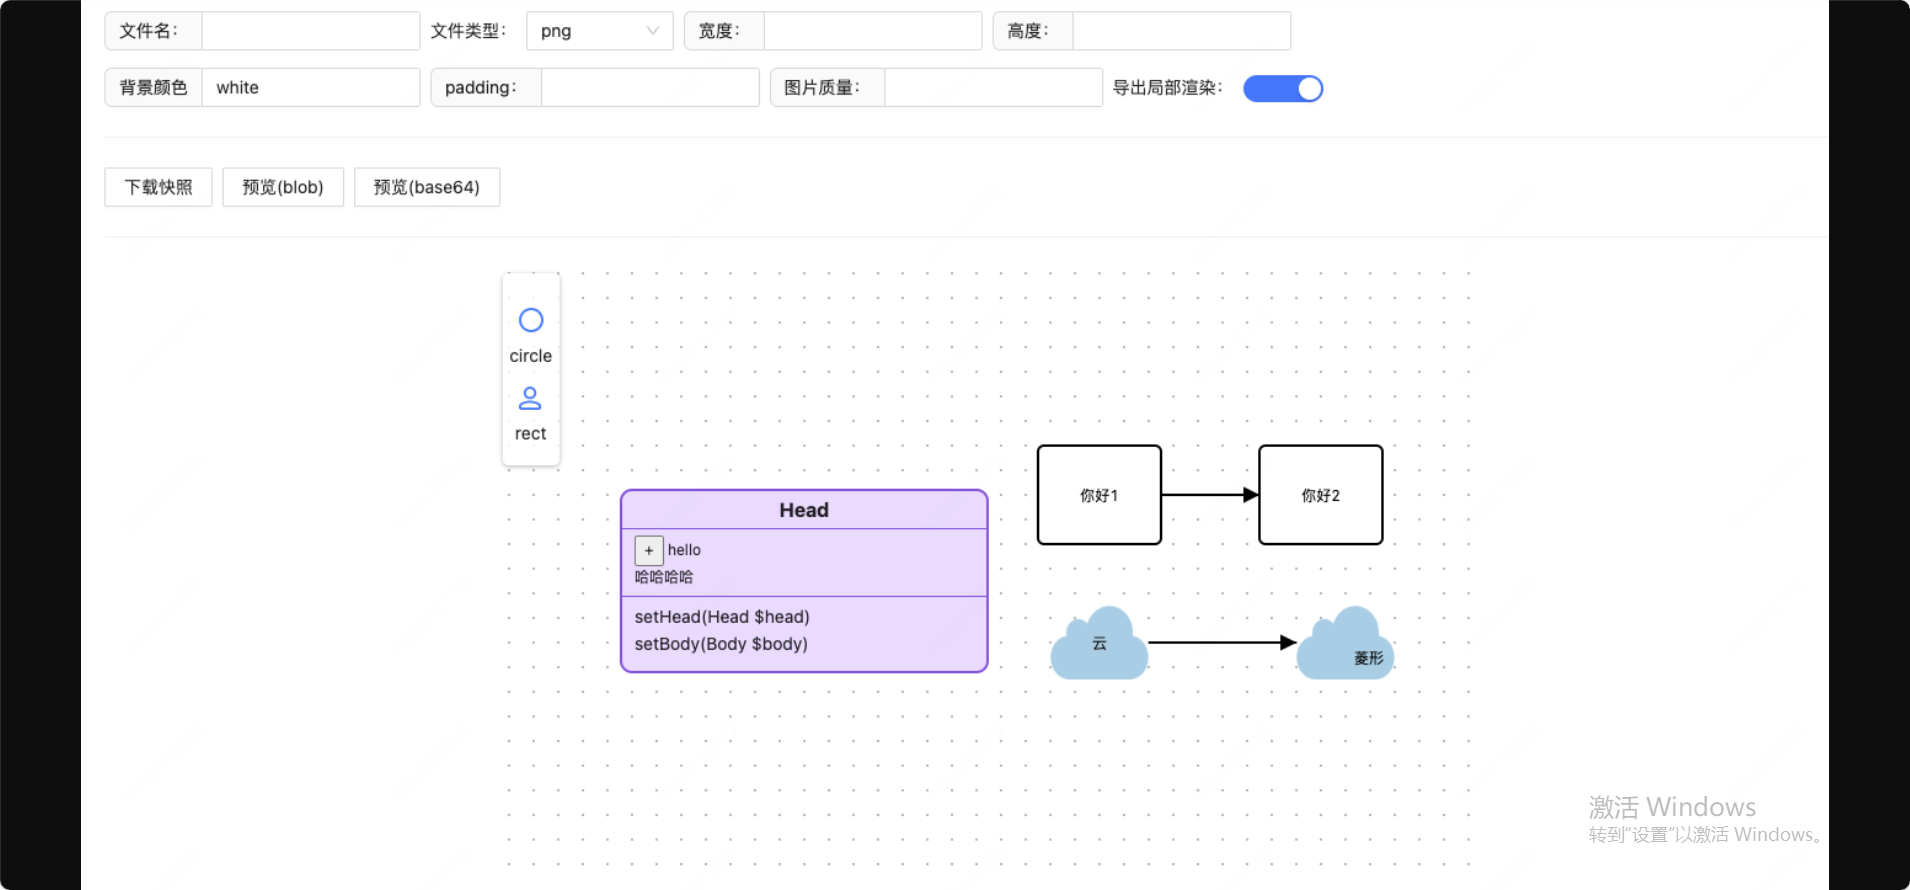 文件名：
文件类型：
png
宽度：
高度：
背景颜色
white
padding：
图片质量：
导出局部渲染：
下载快照
预览(blob)
预览(base64)
circle
rect
Head
+ hello
哈哈哈哈
setHead(Head $head)
setBody(Body $body)
你好1
你好2
云
菱形
激活 Windows
转到"设置"以激活 Windows。